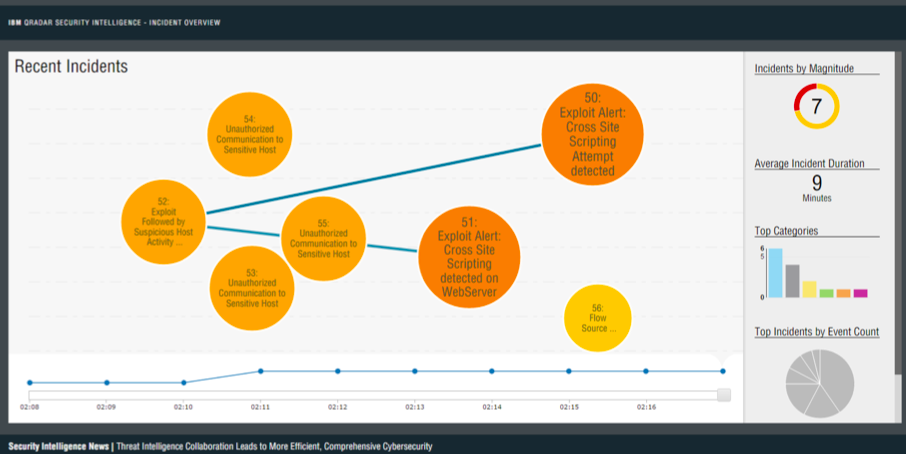 IBM QRADAR SECURITY INTELLIGENCE - INCIDENT OVERVIEW
Recent Incidents
54:
Unauthorized
Communication to
Sensitive Host
50:
Exploit Alert:
Cross Site
Scripting
Attempt
detected
52:
Exploit
Followed by
Suspicious Host
Activity ...
55:
Unauthorized
Communication to
Sensitive Host
51:
Exploit Alert:
Cross Site
Scripting
detected on
WebServer
53:
Unauthorized
Communication to
Sensitive Host
56:
Flow
Source ...
02:08 02:09 02:10 02:11 02:12 02:13 02:14 02:15 02:16
Incidents by Magnitude
7
Average Incident Duration
9
Minutes
Top Categories
6
5
0
Top Incidents by Event Count
Security Intelligence News | Threat Intelligence Collaboration Leads to More Efficient, Comprehensive Cybersecurity